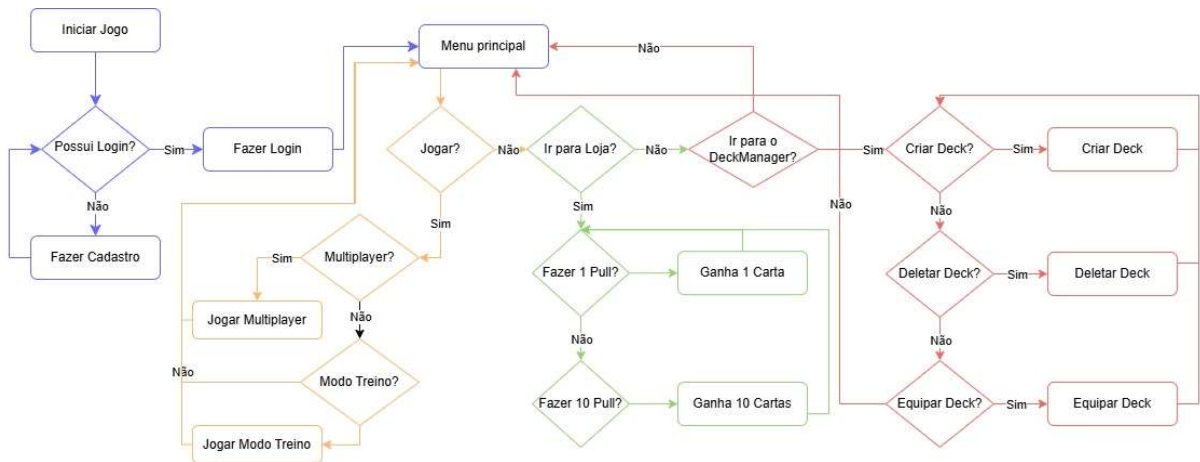 Iniciar Jogo
Menu principal
Não
Possui Login?
Sim
Fazer Login
Jogar?
Não
Ir para Loja?
Não
Ir para o
DeckManager?
Sim
Criar Deck?
Sim
Criar Deck
Não
Não
Sim
Sim
Não
Não
Fazer Cadastro
Sim
Multiplayer?
Fazer 1 Pull?
Ganha 1 Carta
Deletar Deck?
Sim
Deletar Deck
Jogar Multiplayer
Não
Não
Não
Não
Modo Treino?
Fazer 10 Pull?
Ganha 10 Cartas
Equipar Deck?
Sim
Equipar Deck
Jogar Modo Treino